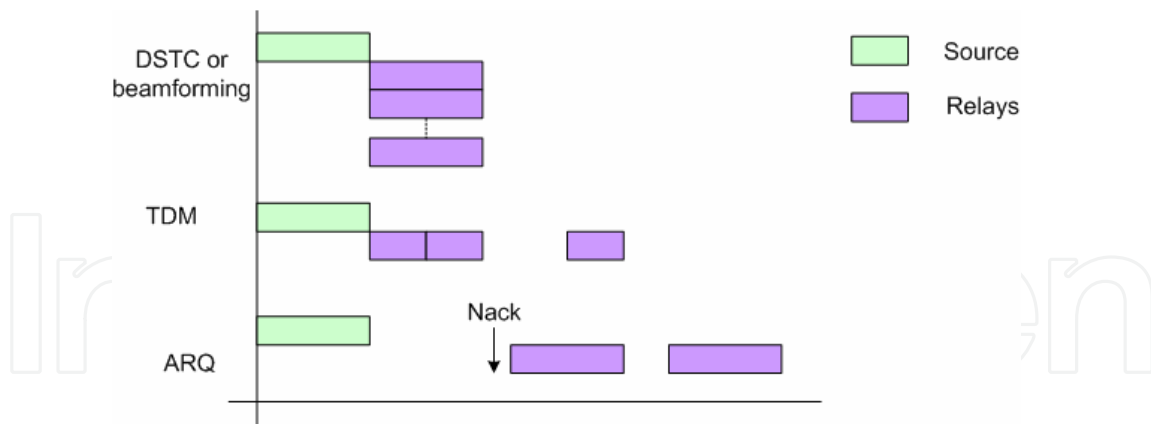 DSTC or
beamforming
Source
Relays
TDM
Nack
ARQ